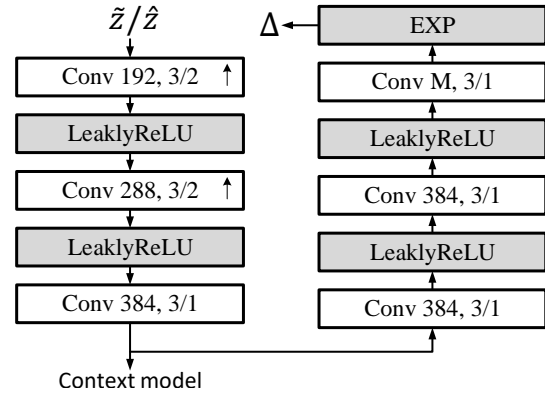 z̃/ẑ
Conv 192, 3/2 ↑
LeaklyReLU
Conv 288, 3/2 ↑
LeaklyReLU
Conv 384, 3/1
Context model
Δ
EXP
Conv M, 3/1
LeaklyReLU
Conv 384, 3/1
LeaklyReLU
Conv 384, 3/1